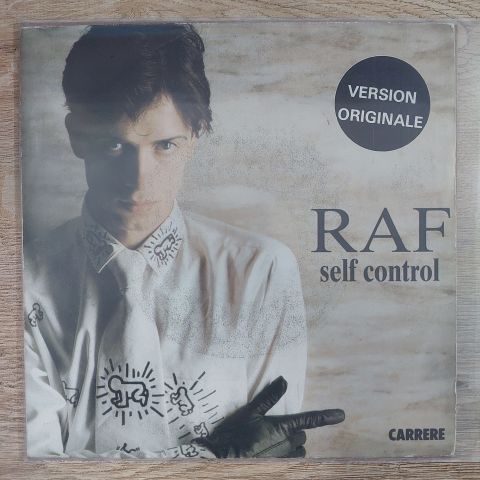 VERSION
ORIGINALE
RAF
self control
CARRERE